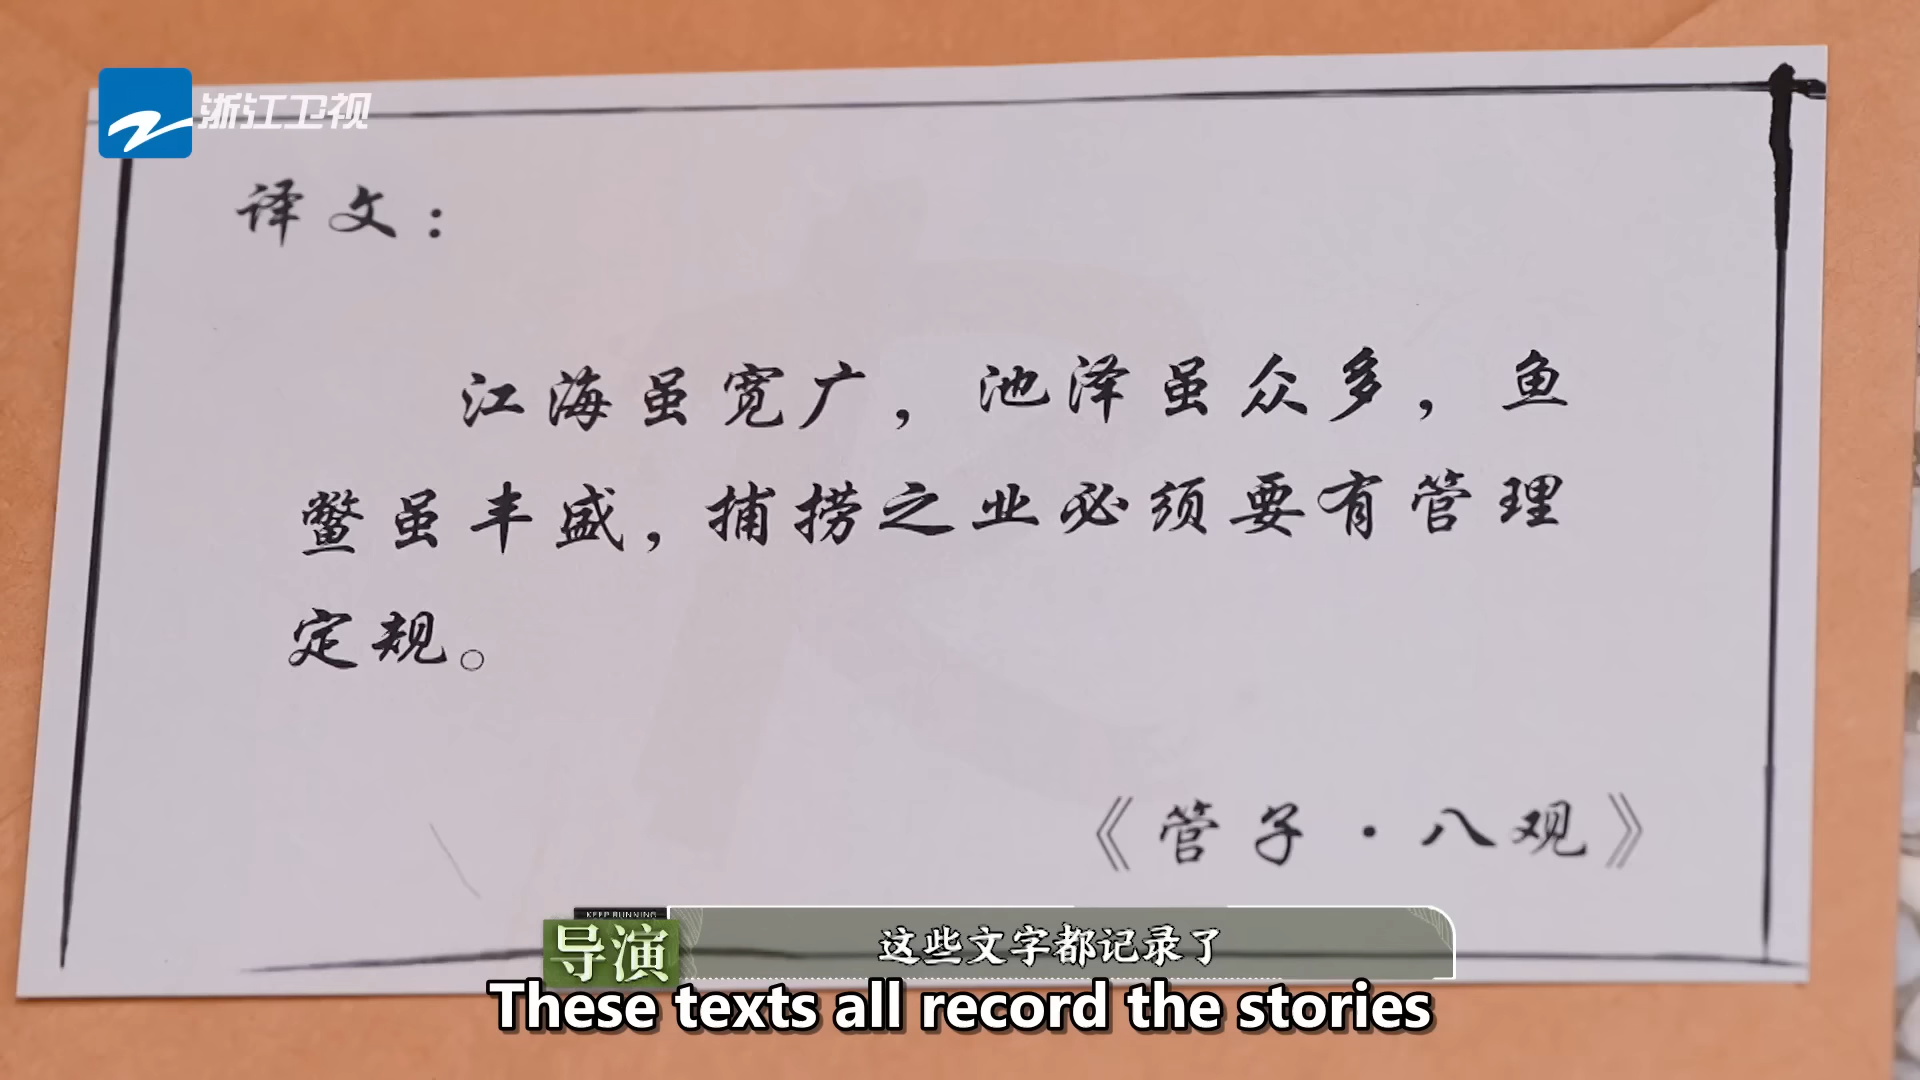 浙江卫视
译文：
江海虽宽广，池泽虽众多，鱼
鳖虽丰盛，捕捞之业必须要有管理
定规。
《管子·八观》
KEEP RUNNING
导演
这些文字都记录了
These texts all record the stories